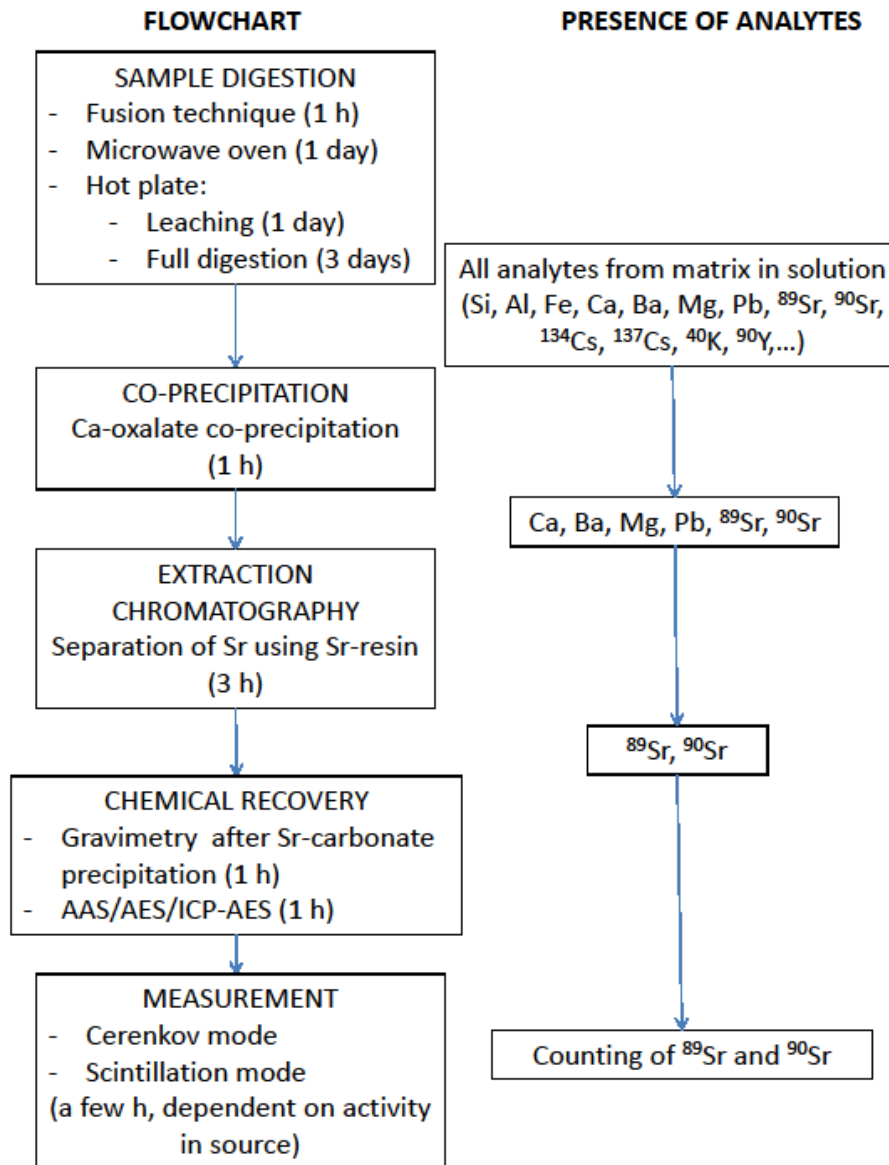 FLOWCHART
SAMPLE DIGESTION
- Fusion technique (1 h)
- Microwave oven (1 day)
- Hot plate:
- Leaching (1 day)
- Full digestion (3 days)
CO-PRECIPITATION
Ca-oxalate co-precipitation
(1 h)
EXTRACTION
CHROMATOGRAPHY
Separation of Sr using Sr-resin
(3 h)
CHEMICAL RECOVERY
- Gravimetry after Sr-carbonate
precipitation (1 h)
- AAS/AES/ICP-AES (1 h)
MEASUREMENT
- Cerenkov mode
- Scintillation mode
(a few h, dependent on activity
in source)
PRESENCE OF ANALYTES
All analytes from matrix in solution
(Si, Al, Fe, Ca, Ba, Mg, Pb, ⁸⁹Sr, ⁹⁰Sr,
¹³⁴Cs, ¹³⁷Cs, ⁴⁰K, ⁹⁰Y,...)
Ca, Ba, Mg, Pb, ⁸⁹Sr, ⁹⁰Sr
⁸⁹Sr, ⁹⁰Sr
Counting of ⁸⁹Sr and ⁹⁰Sr